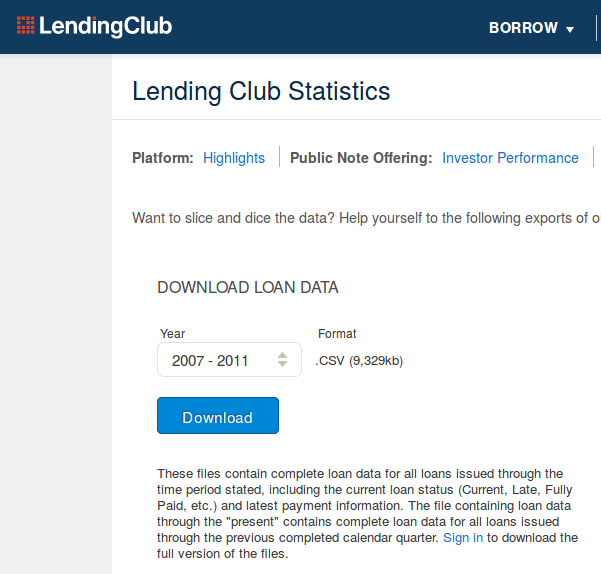 LendingClub
BORROW
Lending Club Statistics
Platform: Highlights Public Note Offering: Investor Performance
Want to slice and dice the data? Help yourself to the following exports of o
DOWNLOAD LOAN DATA
Year Format
2007 - 2011 .CSV (9,329kb)
Download
These files contain complete loan data for all loans issued through the
time period stated, including the current loan status (Current, Late, Fully
Paid, etc.) and latest payment information. The file containing loan data
through the "present" contains complete loan data for all loans issued
through the previous completed calendar quarter. Sign in to download the
full version of the files.